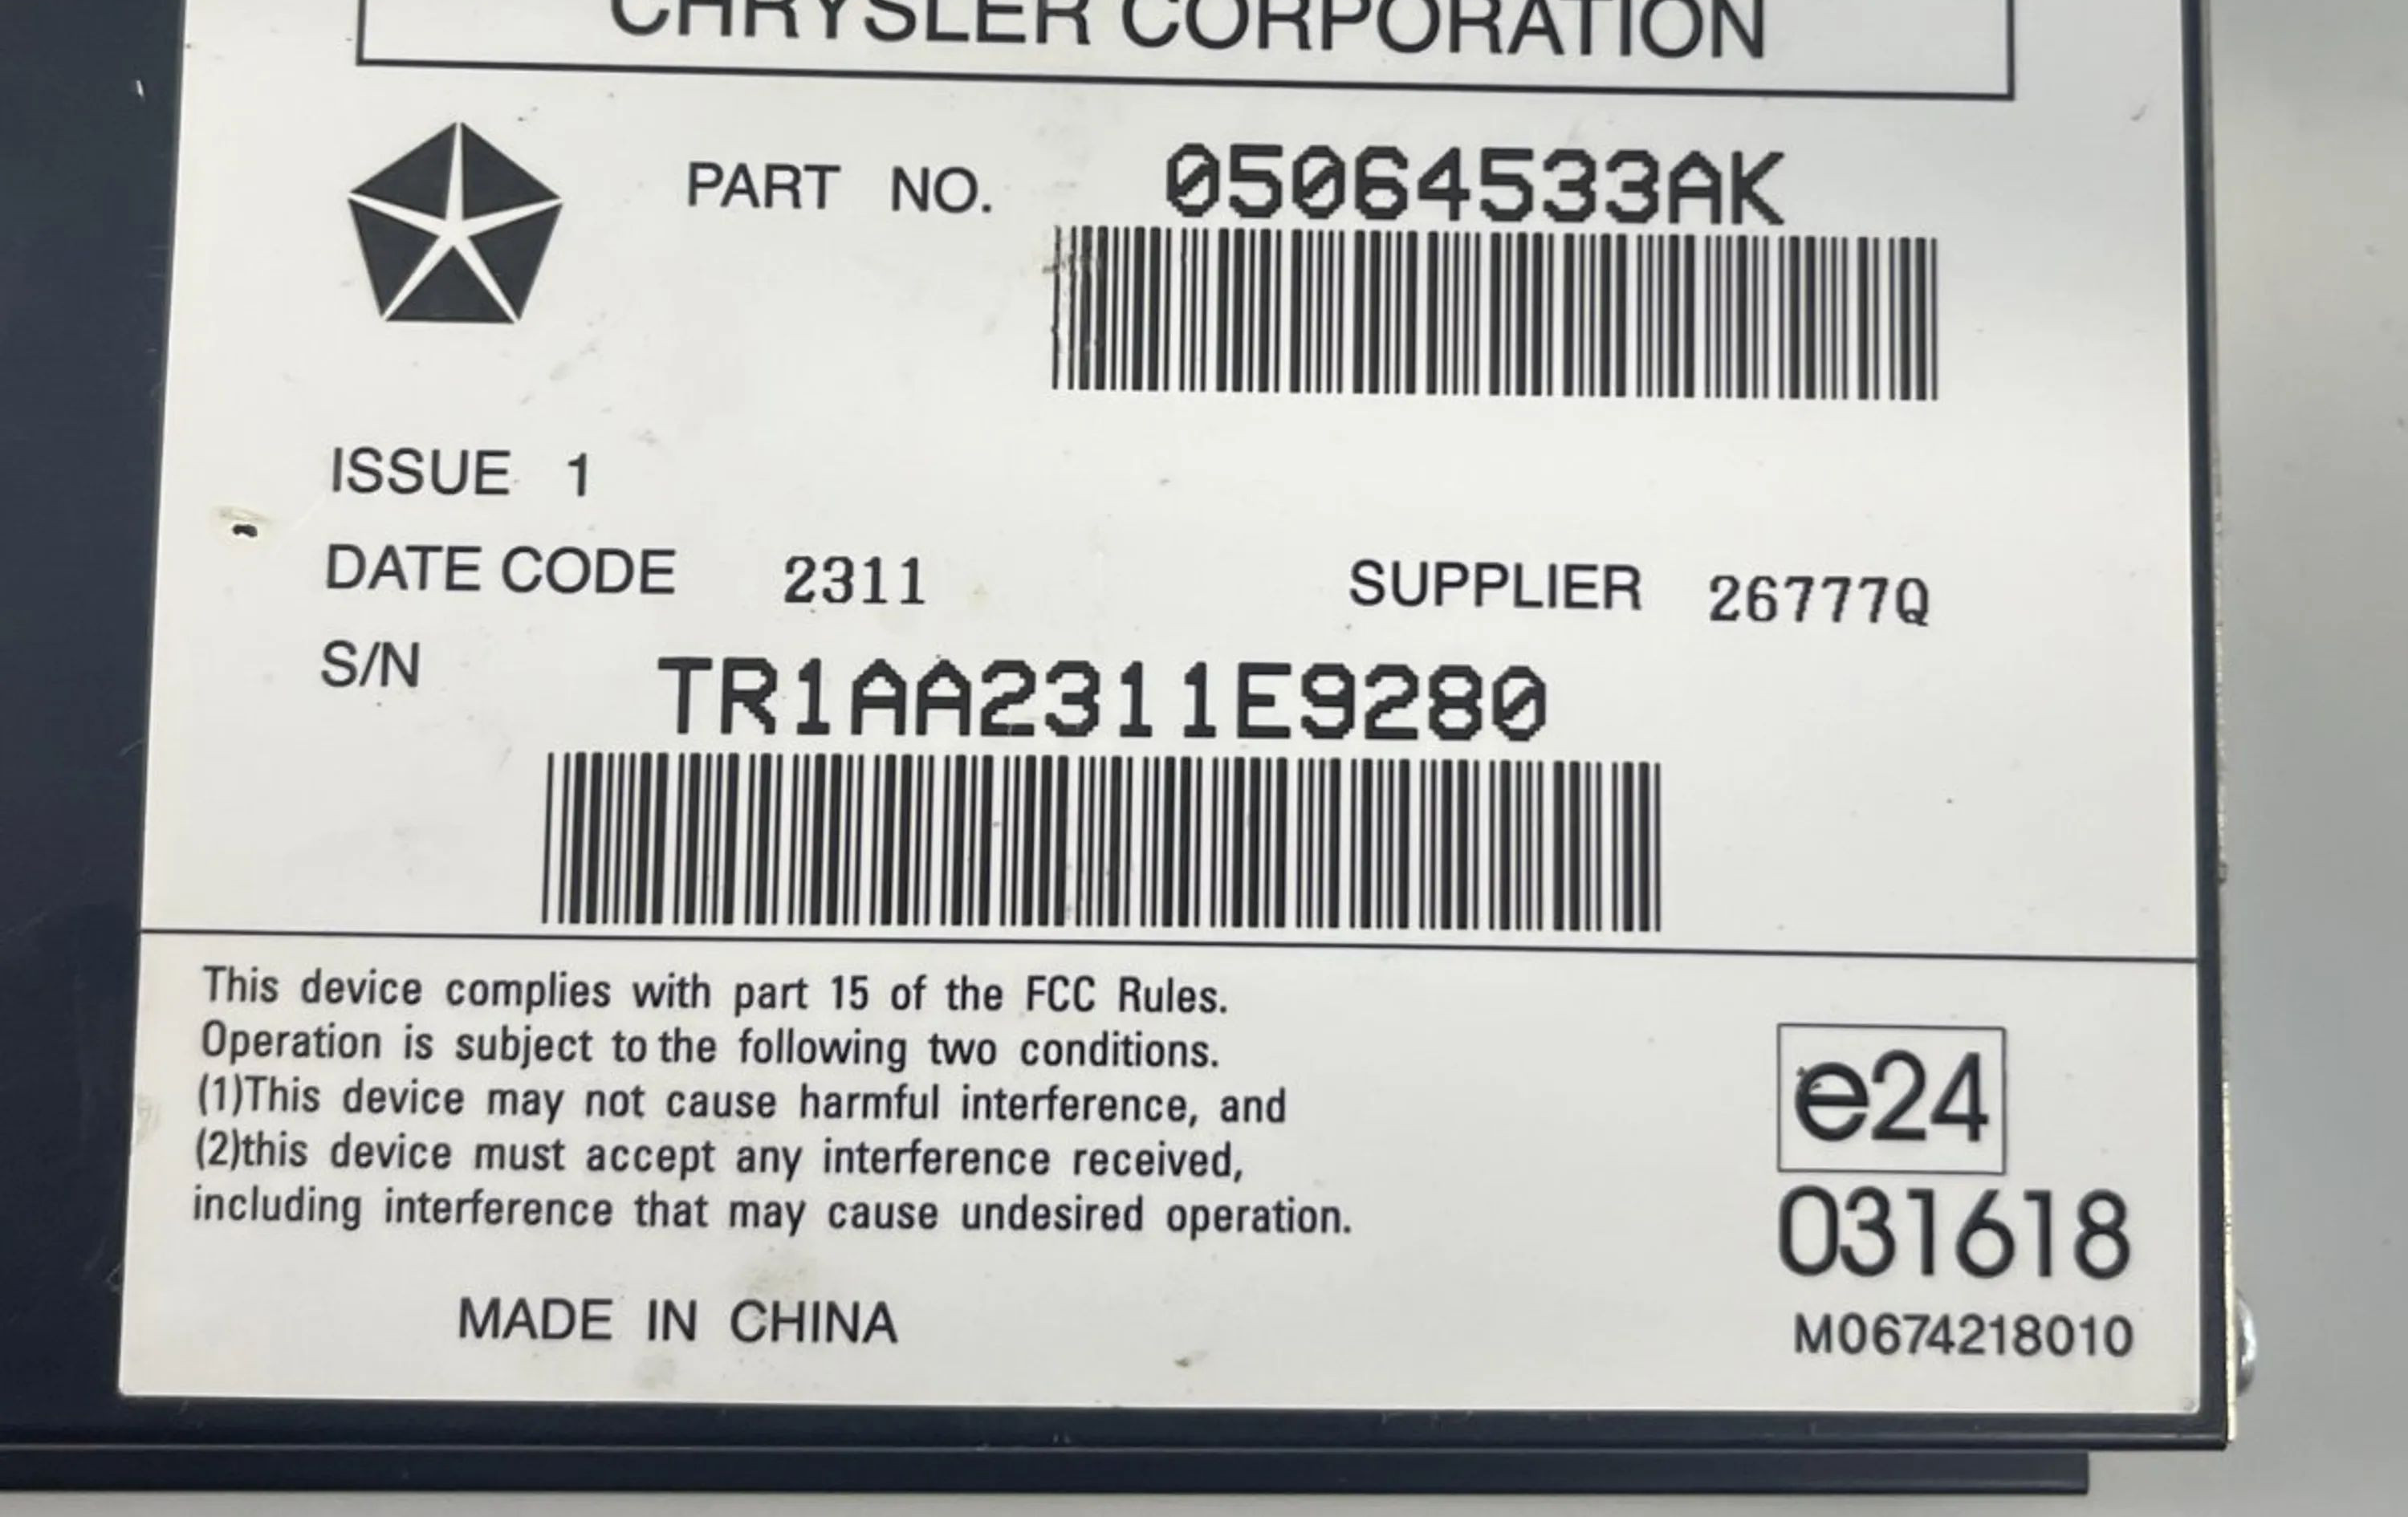 CHRYSLER CORPORATION
PART NO. 05064533AK
ISSUE 1
DATE CODE 2311 SUPPLIER 26777Q
S/N TR1AA2311E9280
This device complies with part 15 of the FCC Rules.
Operation is subject to the following two conditions.
(1)This device may not cause harmful interference, and
(2)this device must accept any interference received,
including interference that may cause undesired operation.
MADE IN CHINA
e24
031618
M0674218010